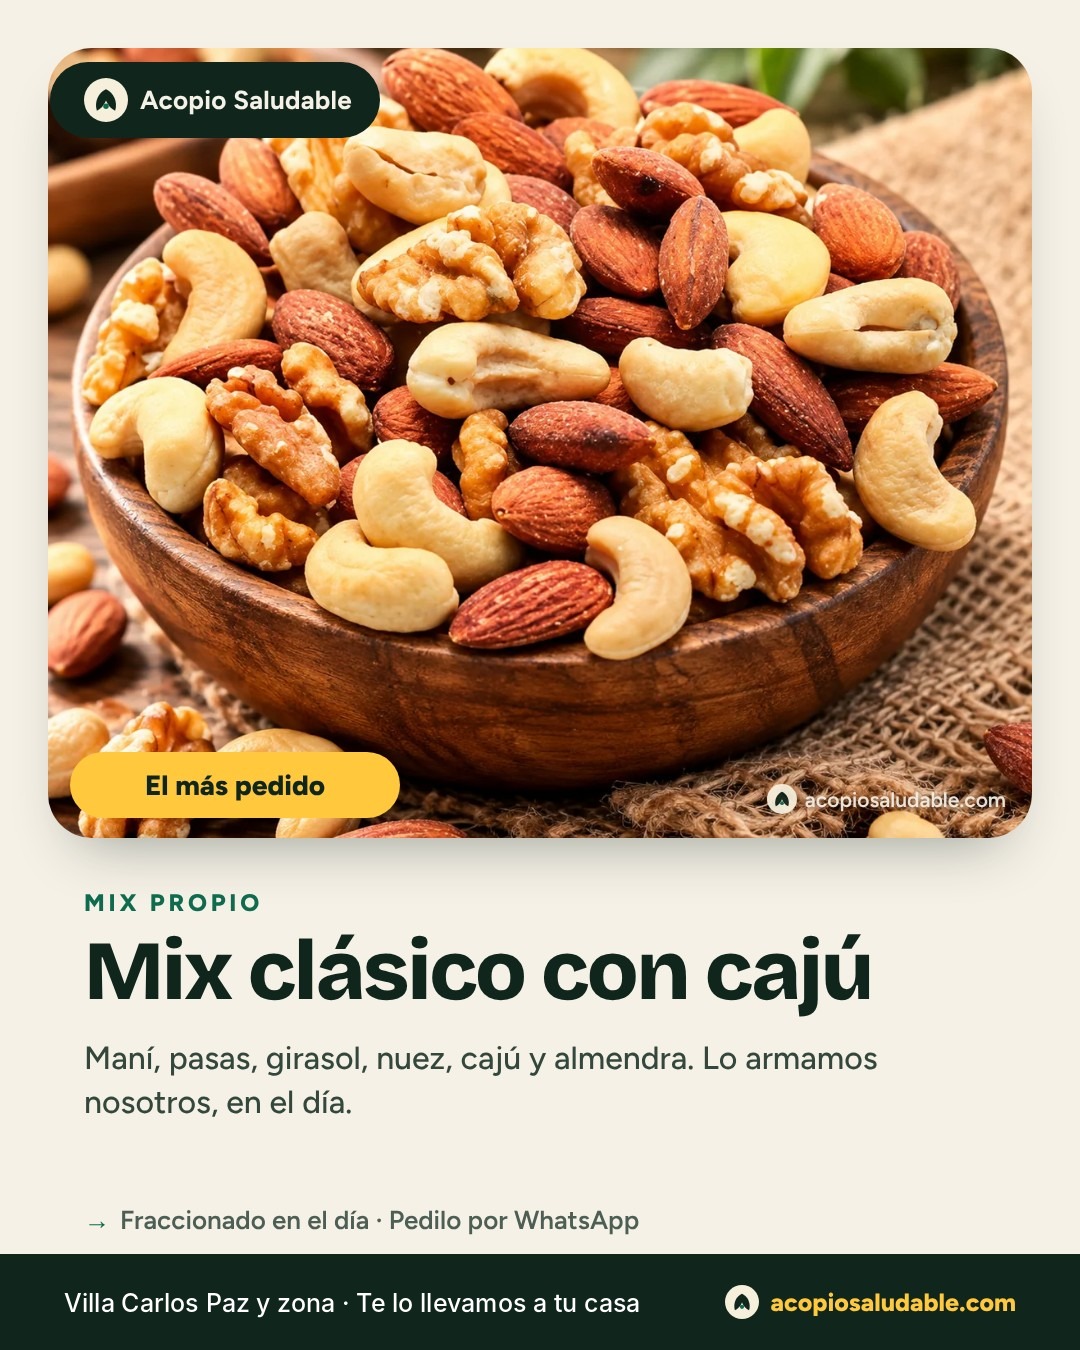 Acopio Saludable
El más pedido
acopiosaludable.com
MIX PROPIO
Mix clásico con cajú
Maní, pasas, girasol, nuez, cajú y almendra. Lo armamos
nosotros, en el día.
→ Fraccionado en el día · Pedilo por WhatsApp
Villa Carlos Paz y zona · Te lo llevamos a tu casa
acopiosaludable.com